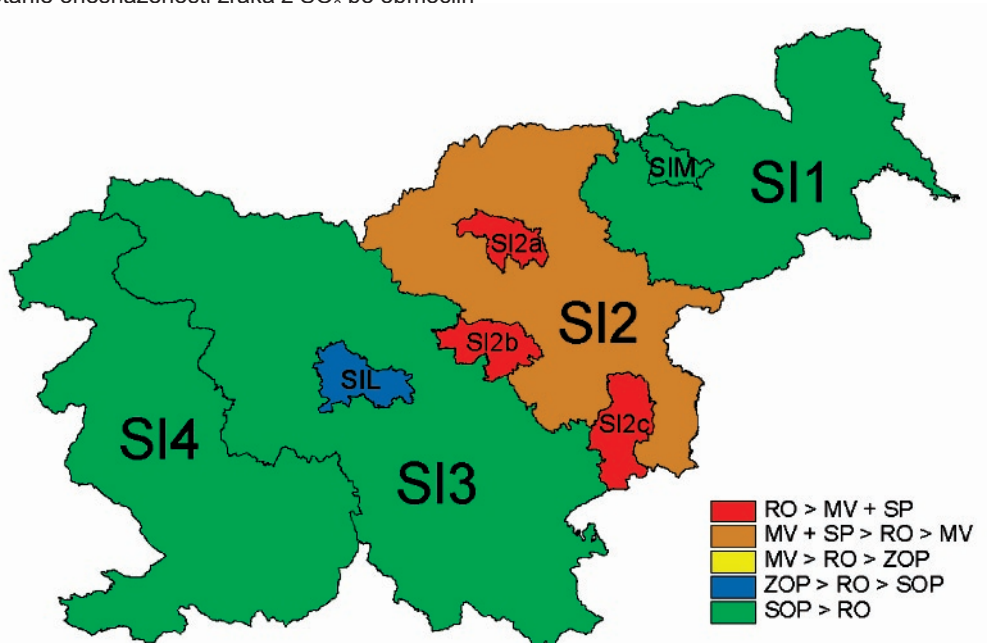 SIM
SI1
SI2a
SI2
SI2b
SIL
SI2c
SI4
SI3
RO > MV + SP
MV + SP > RO > MV
MV > RO > ZOP
ZOP > RO > SOP
SOP > RO